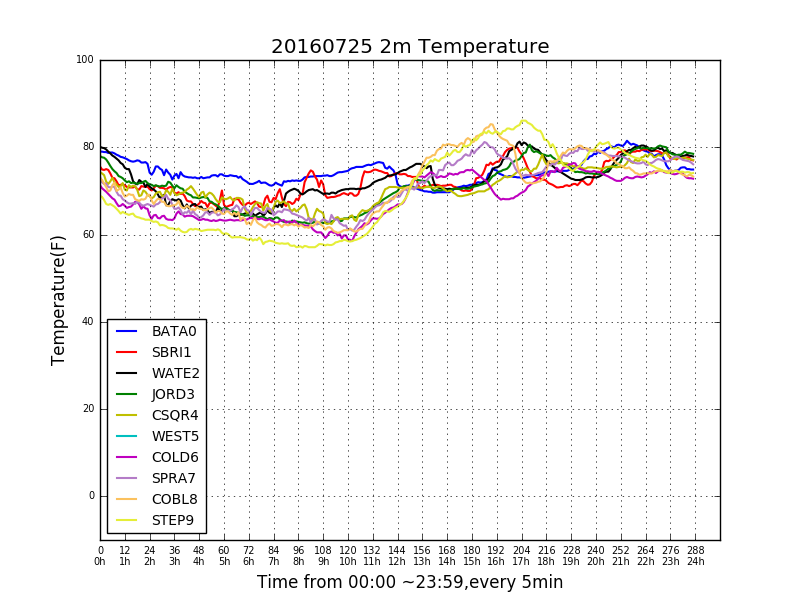 20160725 2m Temperature
100
80
60
40
20
0
Temperature(F)
BATA0
SBRI1
WATE2
JORD3
CSQR4
WEST5
COLD6
SPRA7
COBL8
STEP9
0 12 24 36 48 60 72 84 96 108 120 132 144 156 168 180 192 204 216 228 240 252 264 276 288
0h 1h 2h 3h 4h 5h 6h 7h 8h 9h 10h 11h 12h 13h 14h 15h 16h 17h 18h 19h 20h 21h 22h 23h 24h
Time from 00:00 ~23:59,every 5min